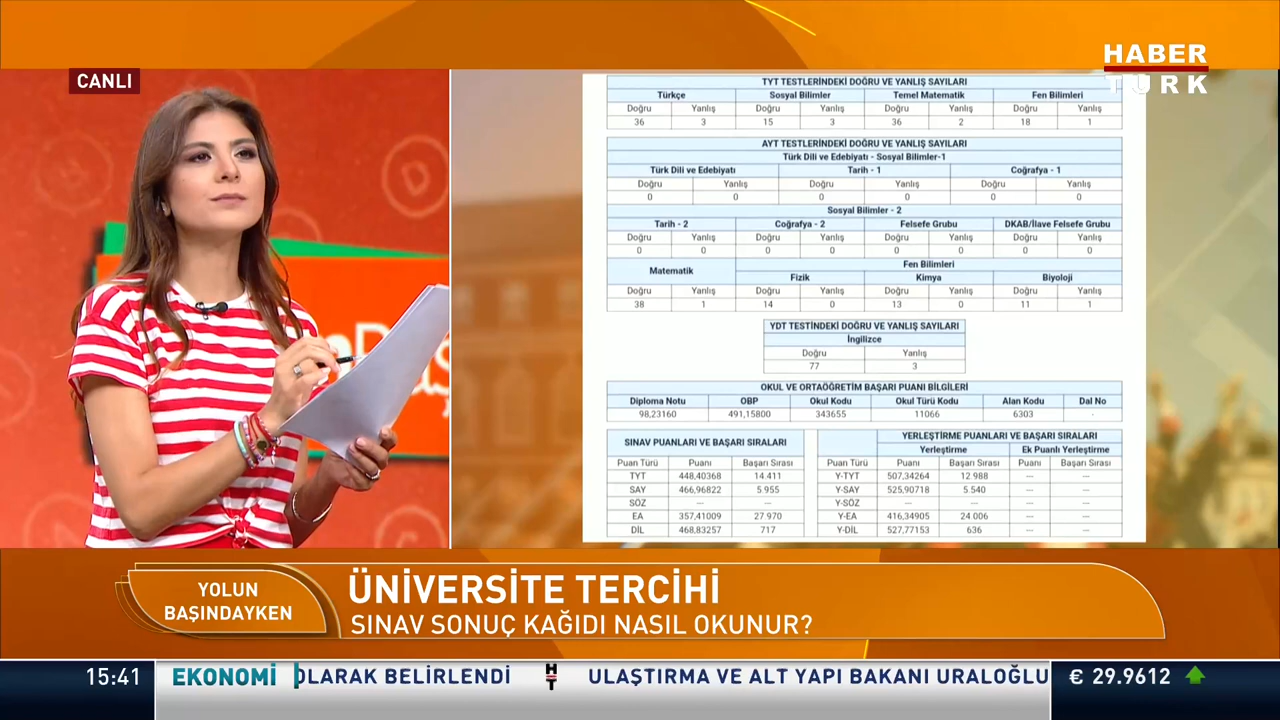 HABER
TÜRK
CANLI
TYT TESTLERİNDEKİ DOĞRU VE YANLIŞ SAYILARI
Türkçe Sosyal Bilimler Temel Matematik Fen Bilimleri
Doğru Yanlış Doğru Yanlış Doğru Yanlış Doğru Yanlış
36 3 15 3 36 2 18 1
AYT TESTLERİNDEKİ DOĞRU VE YANLIŞ SAYILARI
Türk Dili ve Edebiyatı - Sosyal Bilimler-1
Türk Dili ve Edebiyatı Tarih - 1 Coğrafya - 1
Doğru Yanlış Doğru Yanlış Doğru Yanlış
0 0 0 0 0 0
Sosyal Bilimler - 2
Tarih - 2 Coğrafya - 2 Felsefe Grubu DKAB/İlave Felsefe Grubu
Doğru Yanlış Doğru Yanlış Doğru Yanlış Doğru Yanlış
0 0 0 0 0 0 0 0
Matematik Fen Bilimleri
Fizik Kimya Biyoloji
Doğru Yanlış Doğru Yanlış Doğru Yanlış Doğru Yanlış
38 1 14 0 13 0 11 1
YDT TESTİNDEKİ DOĞRU VE YANLIŞ SAYILARI
İngilizce
Doğru Yanlış
77 3
OKUL VE ORTAÖĞRETİM BAŞARI PUANI BİLGİLERİ
Diploma Notu OBP Okul Kodu Okul Türü Kodu Alan Kodu Dal No
98,23160 491,15800 343655 11066 6303 -
SINAV PUANLARI VE BAŞARI SIRALARI
Puan Türü Puanı Başarı Sırası
TYT 448,40368 14.411
SAY 466,96822 5 955
SÖZ --- ---
EA 357,41009 27 970
DİL 468,83257 717
YERLEŞTİRME PUANLARI VE BAŞARI SIRALARI
Yerleştirme Ek Puanlı Yerleştirme
Puan Türü Puanı Başarı Sırası Puanı Başarı Sırası
Y-TYT 507,34264 12 988 --- ---
Y-SAY 525,90718 5 540 --- ---
Y-SÖZ --- --- --- ---
Y-EA 416,34905 24 006 --- ---
Y-DİL 527,77153 636 --- ---
YOLUN
BAŞINDAYKEN
ÜNİVERSİTE TERCİHİ
SINAV SONUÇ KAĞIDI NASIL OKUNUR?
15:41 EKONOMİ OLARAK BELİRLENDİ HT ULAŞTIRMA VE ALT YAPI BAKANI URALOĞLU € 29.9612